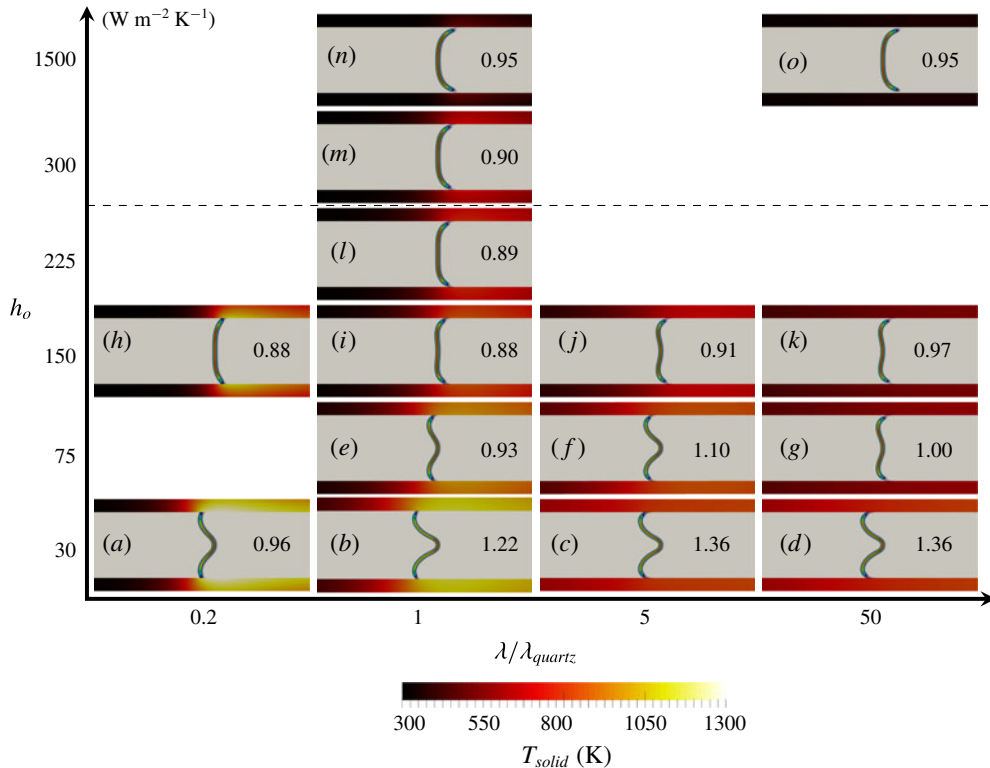 (W m⁻² K⁻¹)
1500 (n) 0.95 (o) 0.95
300 (m) 0.90
225 (l) 0.89
h_o
150 (h) 0.88 (i) 0.88 (j) 0.91 (k) 0.97
75 (e) 0.93 (f) 1.10 (g) 1.00
30 (a) 0.96 (b) 1.22 (c) 1.36 (d) 1.36
0.2 1 5 50
λ/λ_quartz
300 550 800 1050 1300
T_solid (K)